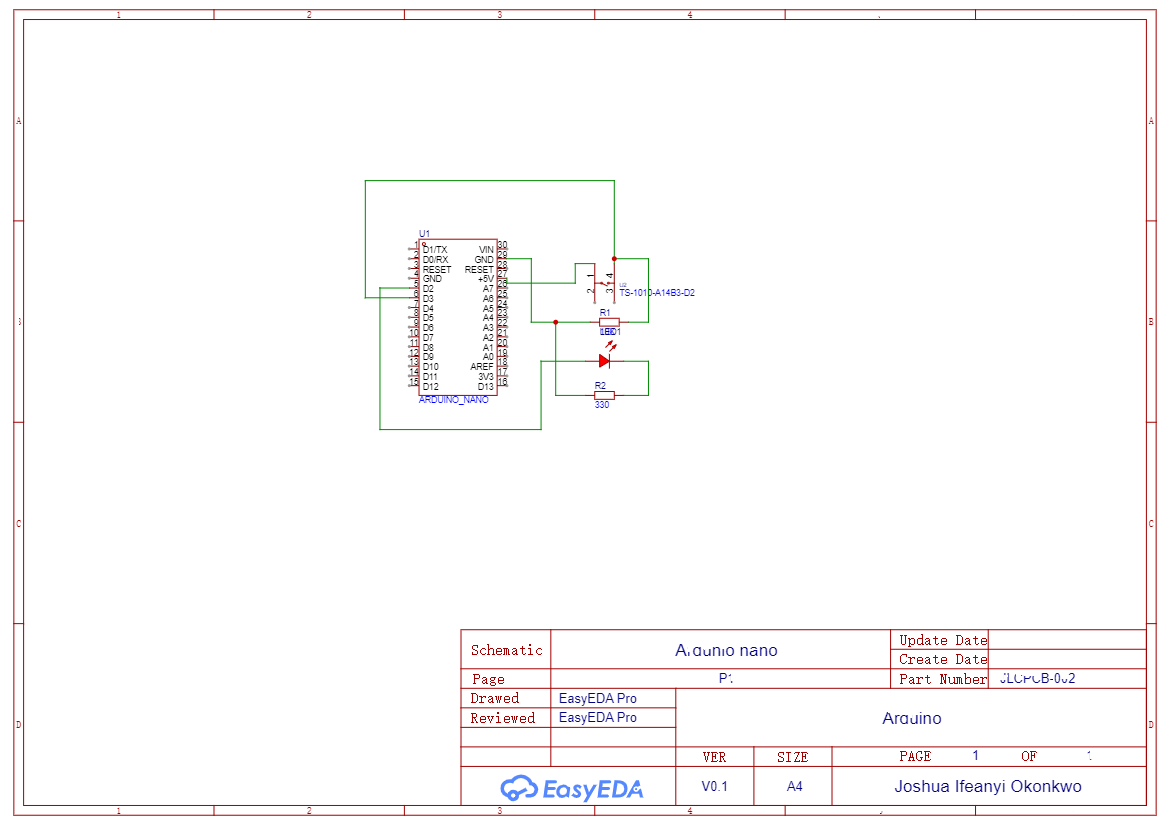 1 2 3 4
A A
B B
C C
D D
U1
1 D1/TX VIN 30
2 D0/RX GND 29
3 RESET RESET 28
4 GND +5V 27
5 D2 A7 26
6 D3 A6 25
7 D4 A5 24
8 D5 A4 23
9 D6 A3 22
10 D7 A2 21
11 D8 A1 20
12 D9 A0 19
13 D10 AREF 18
14 D11 3V3 17
15 D12 D13 16
ARDUINO_NANO
1 4
2 3
U2
TS-1010-A14B3-D2
R1
LED1
R2
330
Schematic Ardunio nano Update Date
Create Date
Page P1 Part Number JLCPCB-002
Drawed EasyEDA Pro
Reviewed EasyEDA Pro
Arduino
VER SIZE PAGE 1 OF 1
EasyEDA V0.1 A4 Joshua Ifeanyi Okonkwo
1 2 3 4